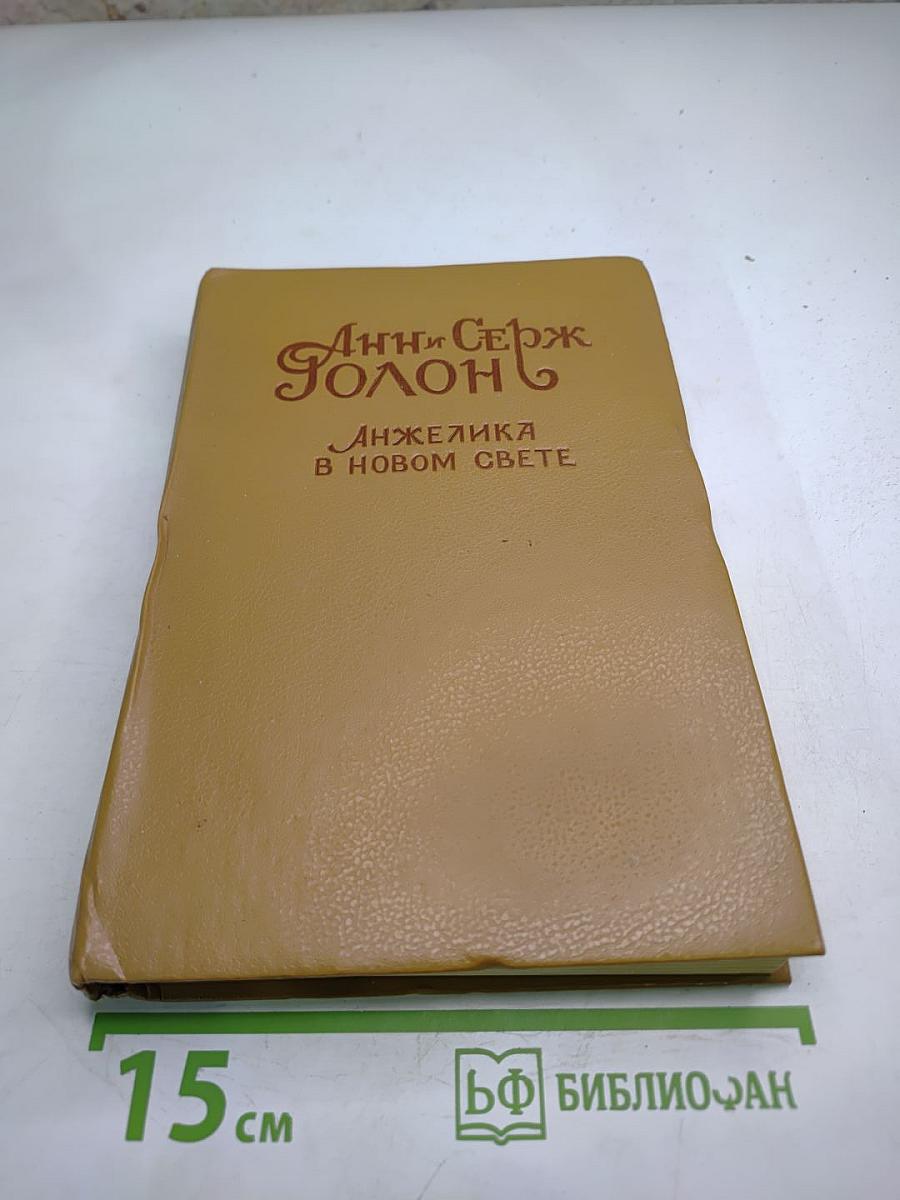 Анн и Серж
Голон
Анжелика
в новом свете
15 см
БФ БИБЛИОФАН